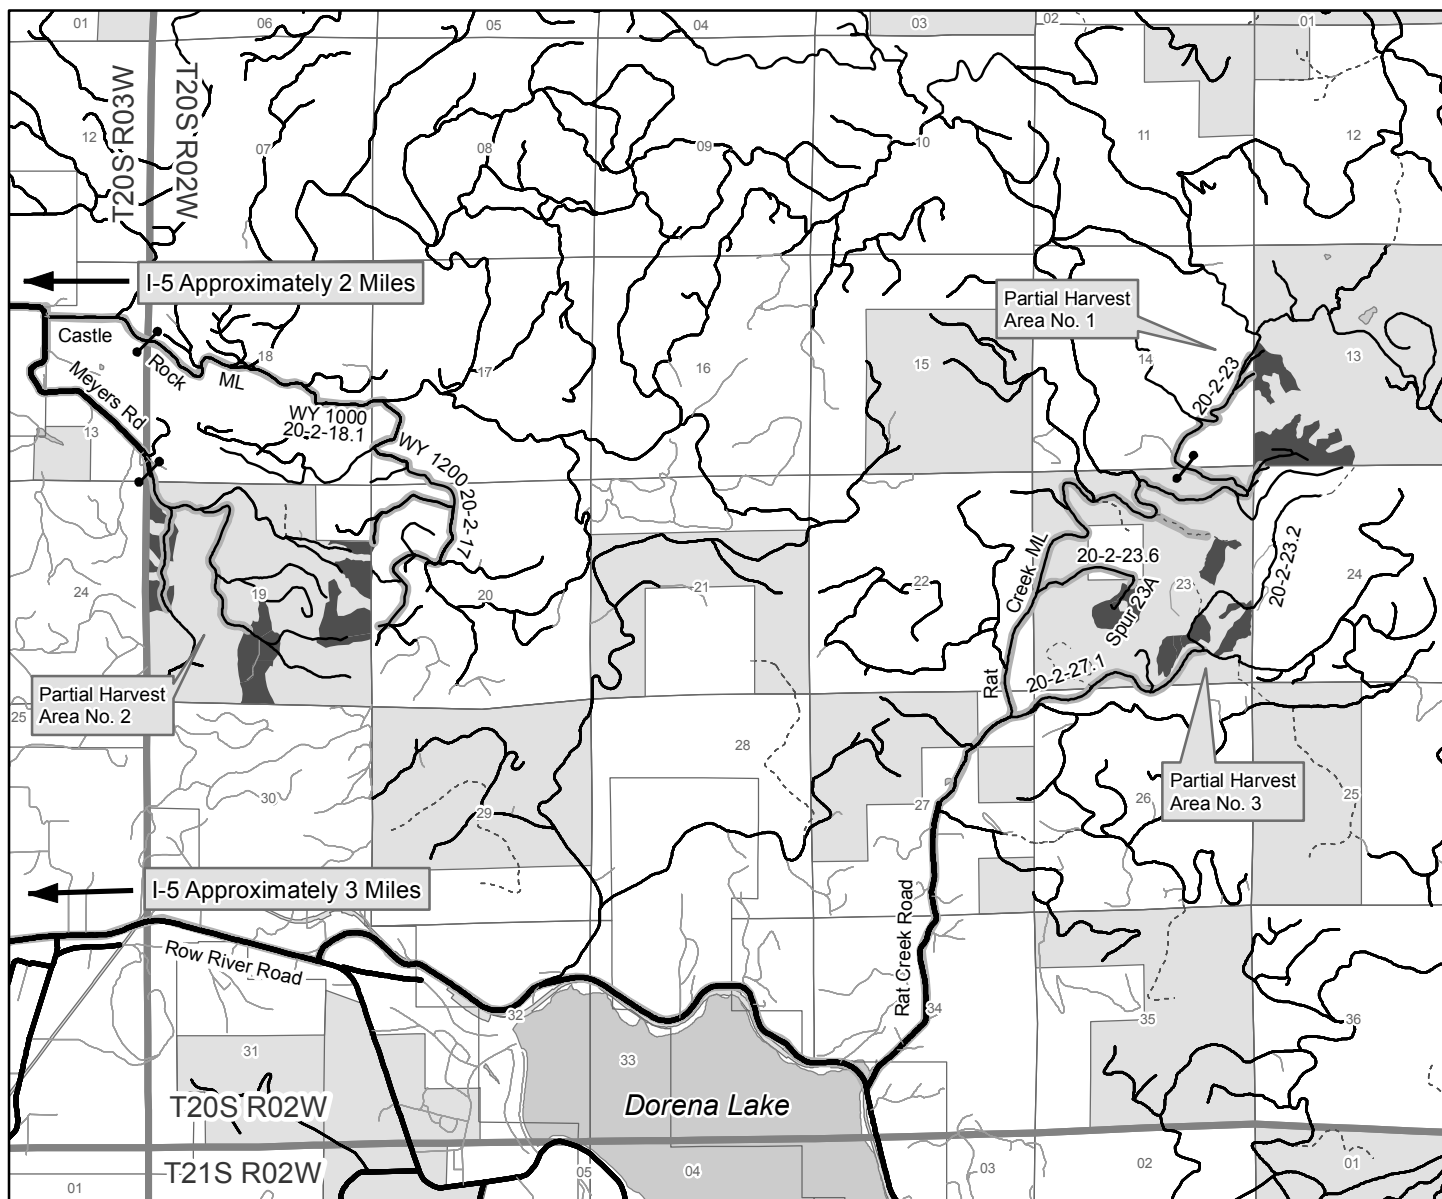 01
06
05
04
03
02
01
T20S R03W
T20S R02W
12
07
08
09
10
11
12
I-5 Approximately 2 Miles
Partial Harvest
Area No. 1
Castle
Rock
ML
18
17
16
15
14
13
Meyers Rd
13
WY 1000
20-2-18.1
WY 1200
20-2-17
20-2-23
24
19
20
21
22
23
24
Creek ML
20-2-23.6
Spur 23A
20-2-23.2
Rat
20-2-27.1
Partial Harvest
Area No. 2
25
30
29
28
27
26
25
Partial Harvest
Area No. 3
I-5 Approximately 3 Miles
Row River Road
Rat Creek Road
31
32
33
34
35
36
T20S R02W
Dorena Lake
T21S R02W
01
05
04
03
02
01